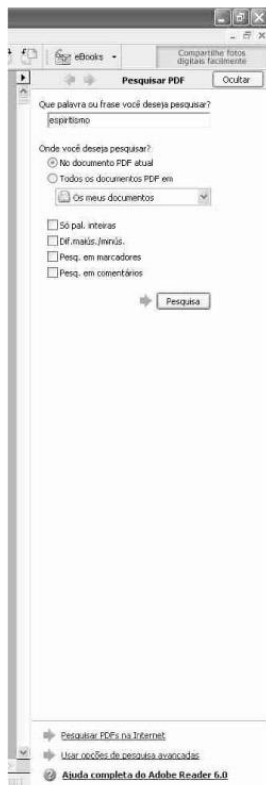 eBooks
Compartilhe fotos
digitais facilmente
Pesquisar PDF
Ocultar
Que palavra ou frase você deseja pesquisar?
espiritismo
Onde você deseja pesquisar?
No documento PDF atual
Todos os documentos PDF em
Os meus documentos
Só pal. inteiras
Dif.maiús./minús.
Pesq. em marcadores
Pesq. em comentários
Pesquisa
Pesquisar PDFs na Internet
Usar opções de pesquisa avançadas
Ajuda completa do Adobe Reader 6.0